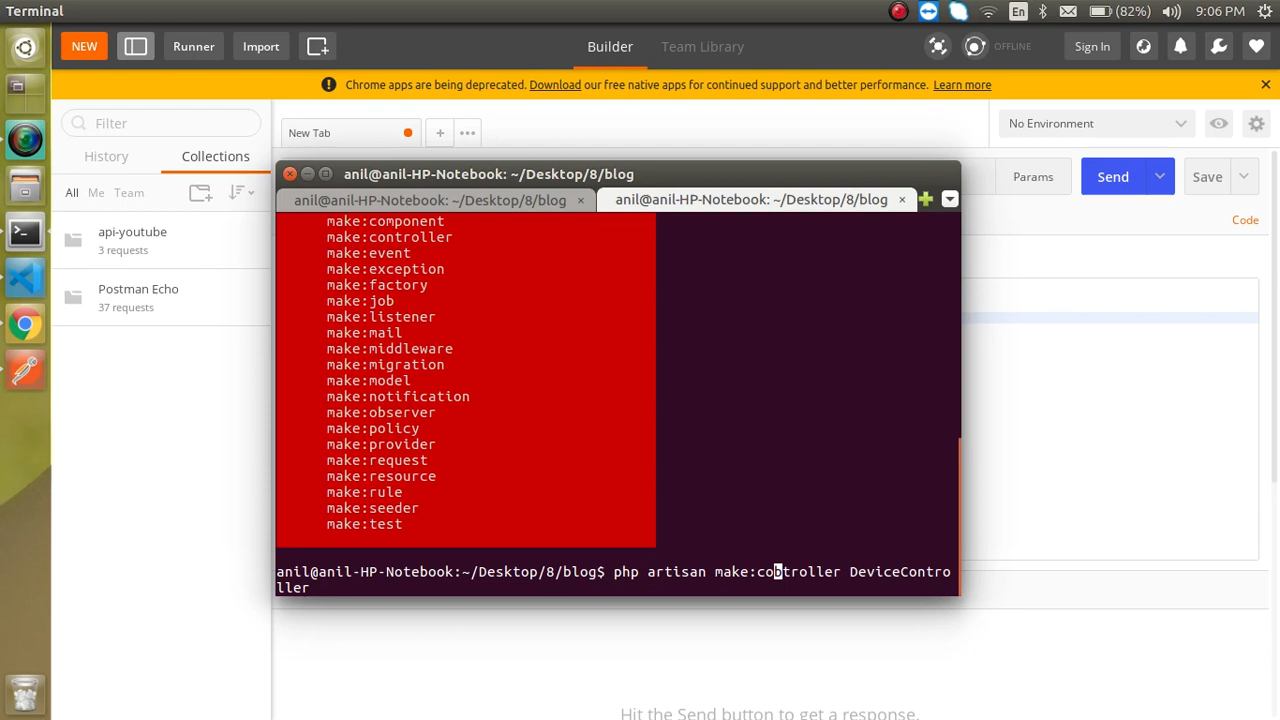 Terminal
En
(82%)
9:06 PM
NEW
Runner
Import
Builder
Team Library
OFFLINE
Sign In
Chrome apps are being deprecated. Download our free native apps for continued support and better performance. Learn more
Filter
History
Collections
All
Me
Team
api-youtube
3 requests
Postman Echo
37 requests
New Tab
No Environment
Params
Send
Save
Code
anil@anil-HP-Notebook: ~/Desktop/8/blog
anil@anil-HP-Notebook: ~/Desktop/8/blog
anil@anil-HP-Notebook: ~/Desktop/8/blog
make:component
make:controller
make:event
make:exception
make:factory
make:job
make:listener
make:mail
make:middleware
make:migration
make:model
make:notification
make:observer
make:policy
make:provider
make:request
make:resource
make:rule
make:seeder
make:test
anil@anil-HP-Notebook:~/Desktop/8/blog$ php artisan make:cobtroller DeviceContro
ller
Hit the Send button to get a response.